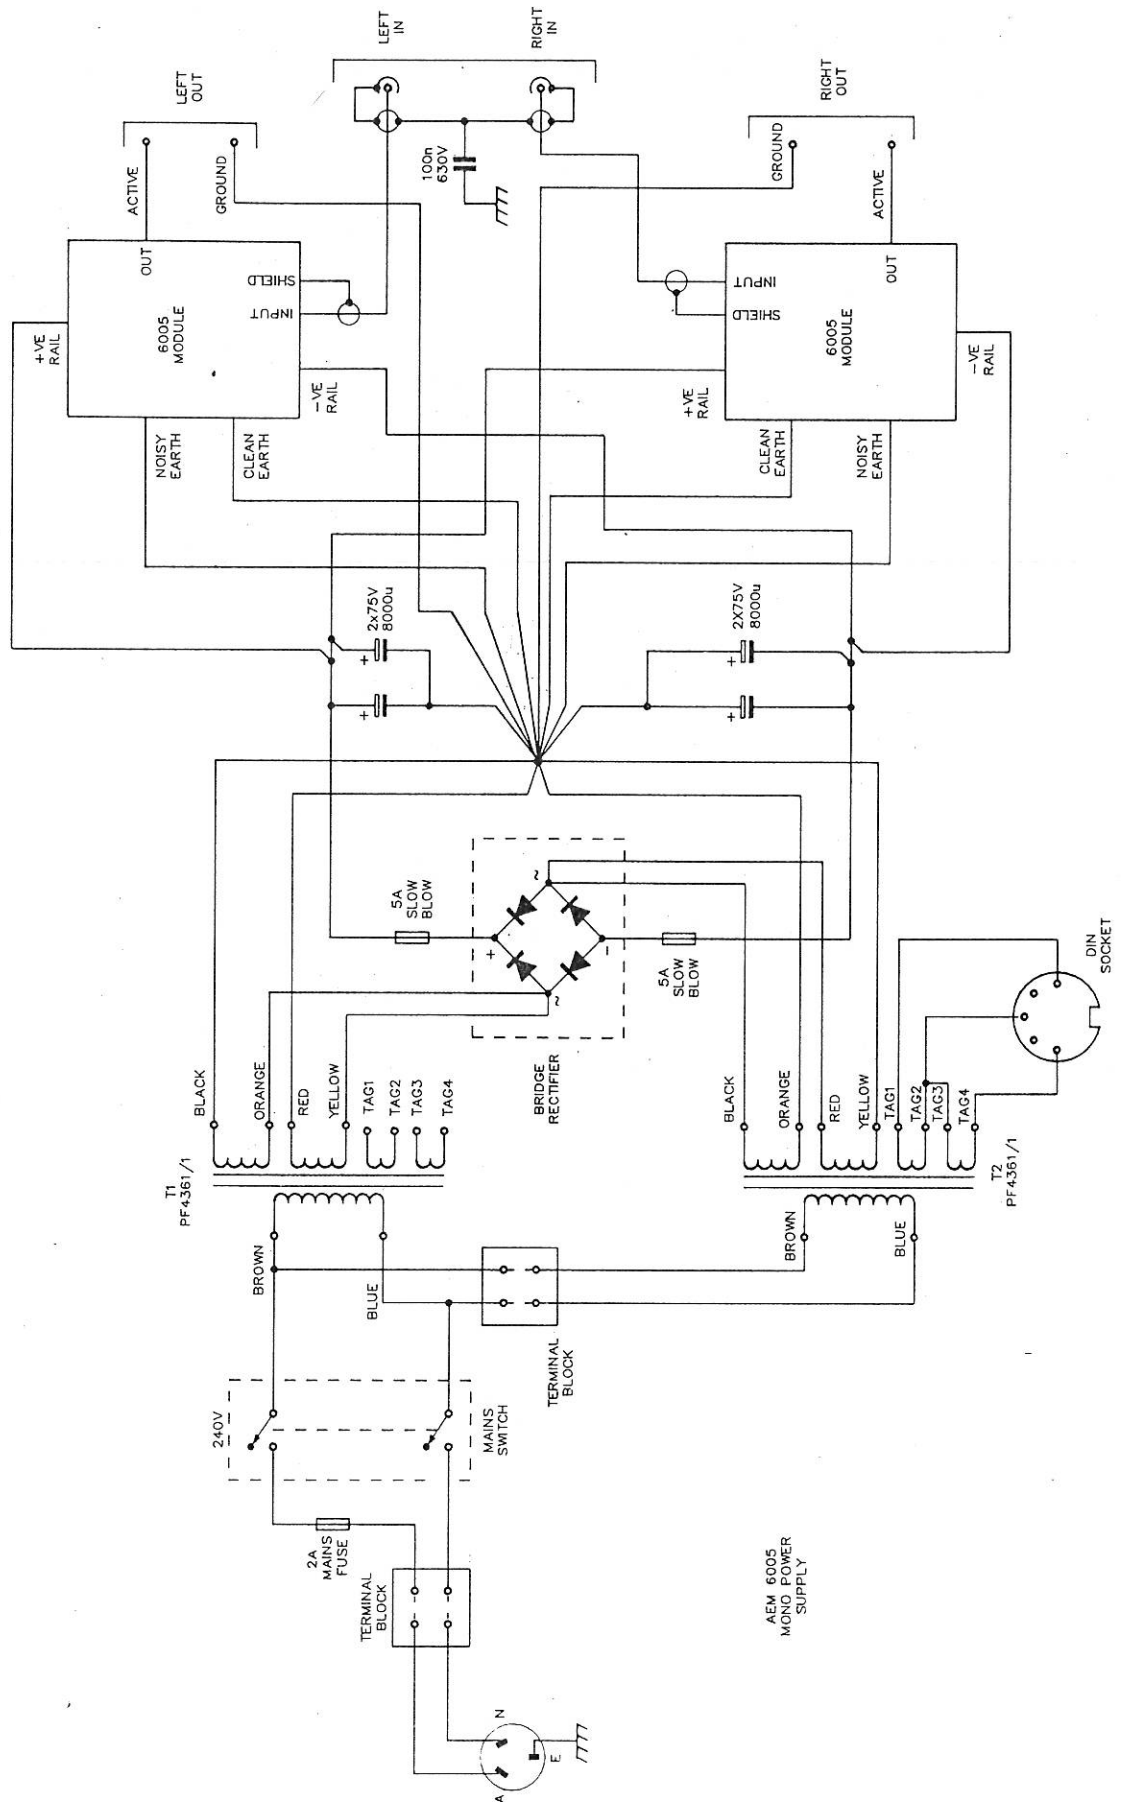 A
N
E
TERMINAL
BLOCK
2A
MAINS
FUSE
240V
MAINS
SWITCH
AEM 6005
MONO POWER
SUPPLY
TERMINAL
BLOCK
BROWN
BLUE
T1
PF4361/1
BLACK
ORANGE
RED
YELLOW
TAG1
TAG2
TAG3
TAG4
BROWN
BLUE
T2
PF4361/1
BLACK
ORANGE
RED
YELLOW
TAG1
TAG2
TAG3
TAG4
DIN
SOCKET
BRIDGE
RECTIFIER
+
~
~
-
5A
SLOW
BLOW
5A
SLOW
BLOW
+
+
2x75V
8000u
+
+
2X75V
8000u
NOISY
EARTH
CLEAN
EARTH
+VE
RAIL
-VE
RAIL
6005
MODULE
INPUT
SHIELD
OUT
ACTIVE
GROUND
LEFT
OUT
LEFT
IN
RIGHT
IN
100n
630V
CLEAN
EARTH
NOISY
EARTH
+VE
RAIL
-VE
RAIL
6005
MODULE
SHIELD
INPUT
OUT
GROUND
ACTIVE
RIGHT
OUT